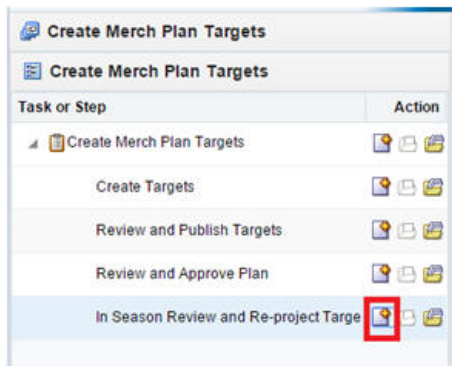 Create Merch Plan Targets
Create Merch Plan Targets
Task or Step Action
Create Merch Plan Targets
Create Targets
Review and Publish Targets
Review and Approve Plan
In Season Review and Re-project Targe